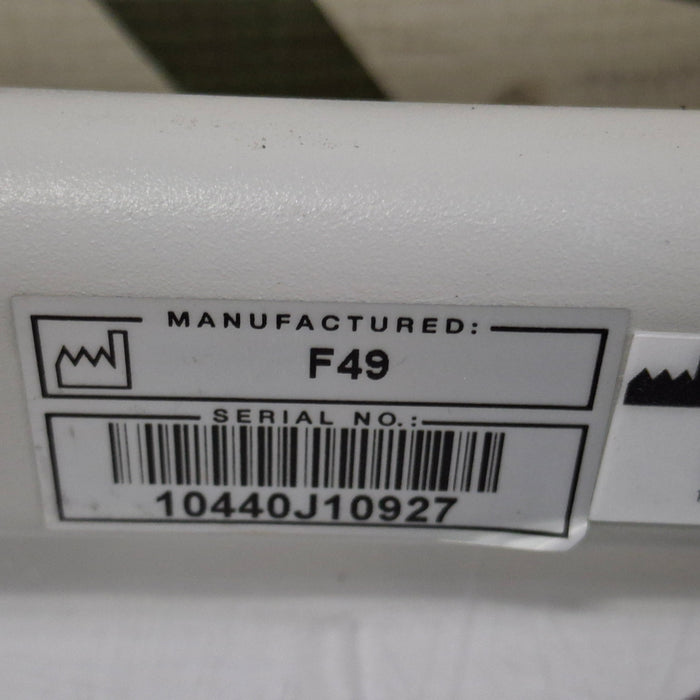 MANUFACTURED:
F49
SERIAL NO.:
10440J10927